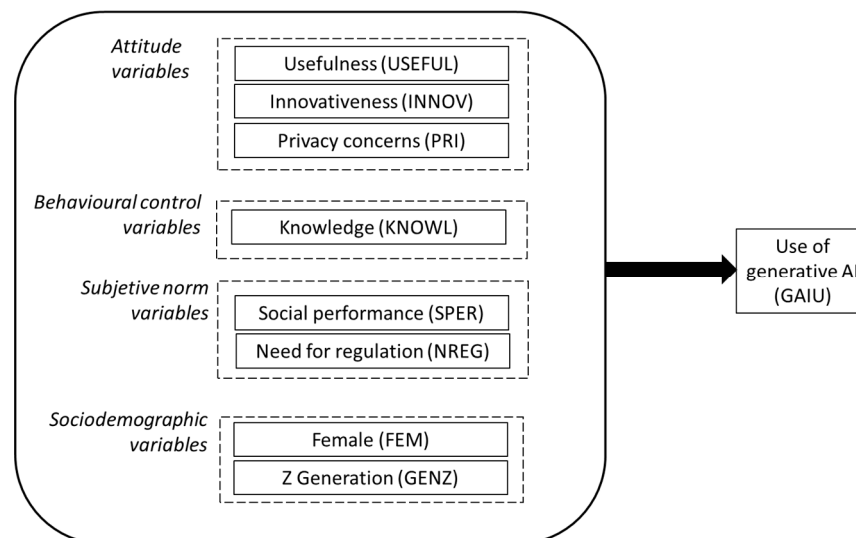 Attitude
variables
Usefulness (USEFUL)
Innovativeness (INNOV)
Privacy concerns (PRI)
Behavioural control
variables
Knowledge (KNOWL)
Subjetive norm
variables
Social performance (SPER)
Need for regulation (NREG)
Sociodemographic
variables
Female (FEM)
Z Generation (GENZ)
Use of
generative AI
(GAIU)